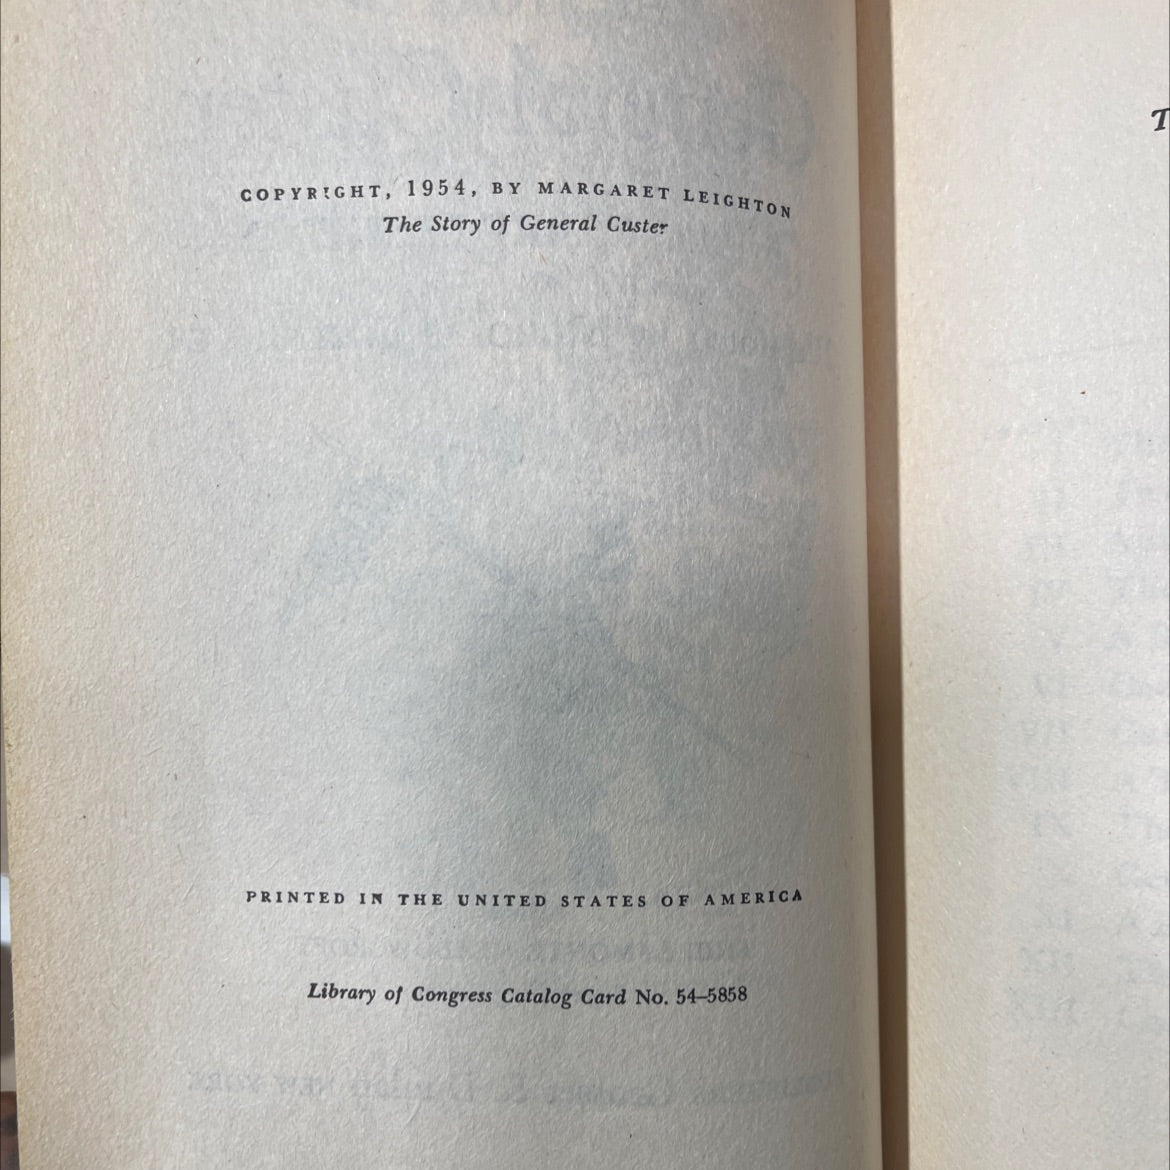 COPYRIGHT, 1954, BY MARGARET LEIGHTON
The Story of General Custer
PRINTED IN THE UNITED STATES OF AMERICA
Library of Congress Catalog Card No. 54–5858
T